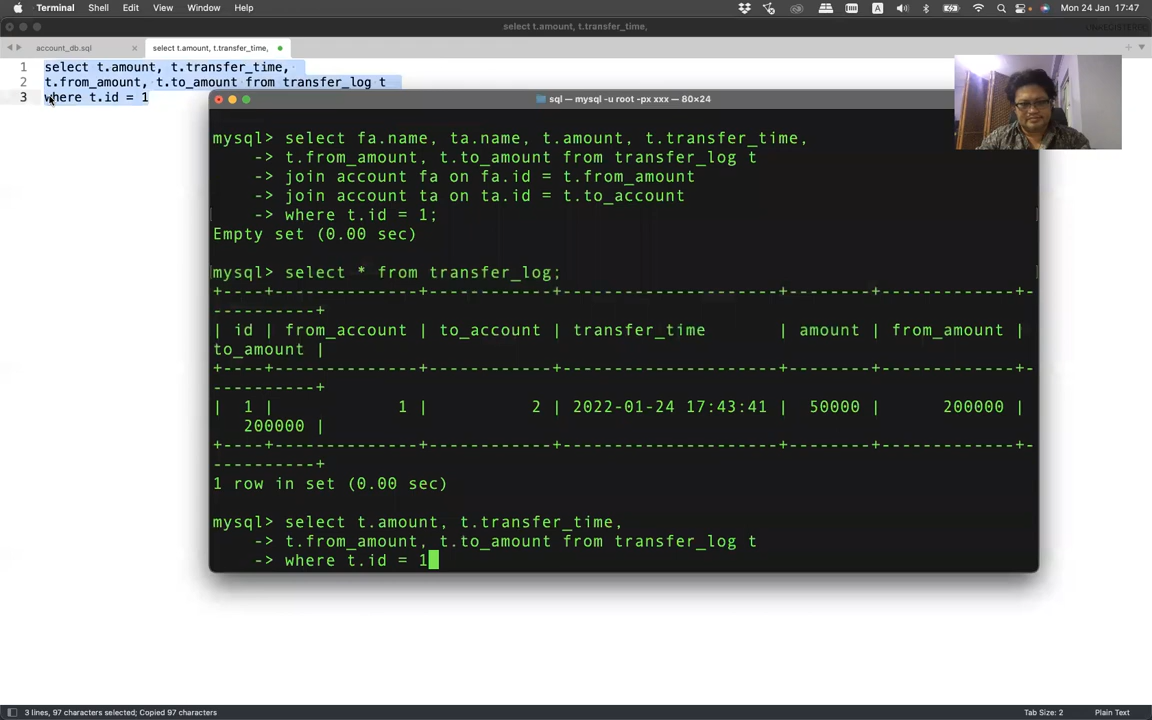 Terminal Shell Edit View Window Help
A
Mon 24 Jan 17:47
select t.amount, t.transfer_time,
account_db.sql
select t.amount, t.transfer_time,
1 select t.amount, t.transfer_time,
2 t.from_amount, t.to_amount from transfer_log t
3 where t.id = 1
sql — mysql -u root -px xxx — 80×24
mysql> select fa.name, ta.name, t.amount, t.transfer_time,
-> t.from_amount, t.to_amount from transfer_log t
-> join account fa on fa.id = t.from_amount
-> join account ta on ta.id = t.to_account
-> where t.id = 1;
Empty set (0.00 sec)
mysql> select * from transfer_log;
+----+--------------+------------+---------------------+--------+-------------+-
----------+
| id | from_account | to_account | transfer_time       | amount | from_amount |
to_amount |
+----+--------------+------------+---------------------+--------+-------------+-
----------+
|  1 |            1 |          2 | 2022-01-24 17:43:41 |  50000 |      200000 |
   200000 |
+----+--------------+------------+---------------------+--------+-------------+-
----------+
1 row in set (0.00 sec)
mysql> select t.amount, t.transfer_time,
-> t.from_amount, t.to_amount from transfer_log t
-> where t.id = 1
3 lines, 97 characters selected; Copied 97 characters
Tab Size: 2
Plain Text